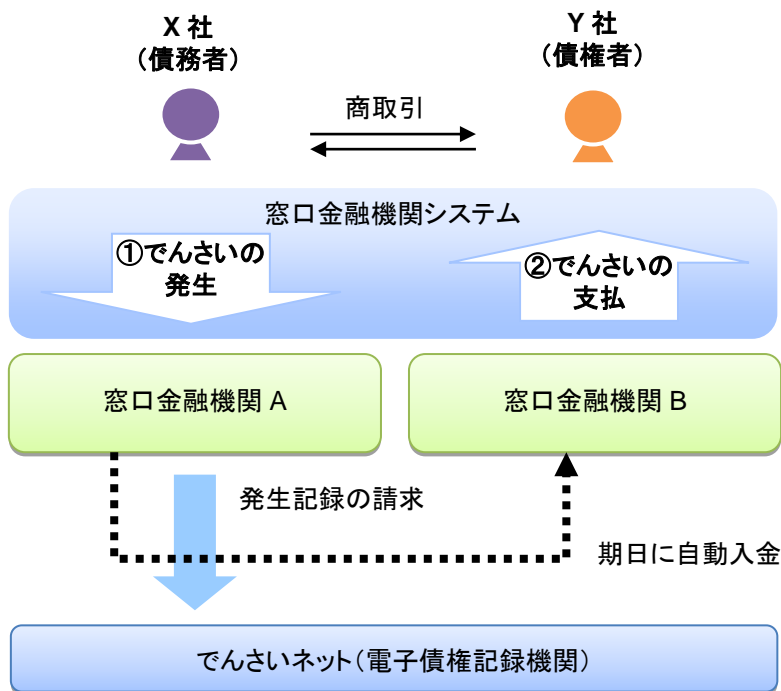 X 社
（債務者）
Y 社
（債権者）
商取引
窓口金融機関システム
①でんさいの
発生
②でんさいの
支払
窓口金融機関 A
窓口金融機関 B
発生記録の請求
期日に自動入金
でんさいネット（電子債権記録機関）